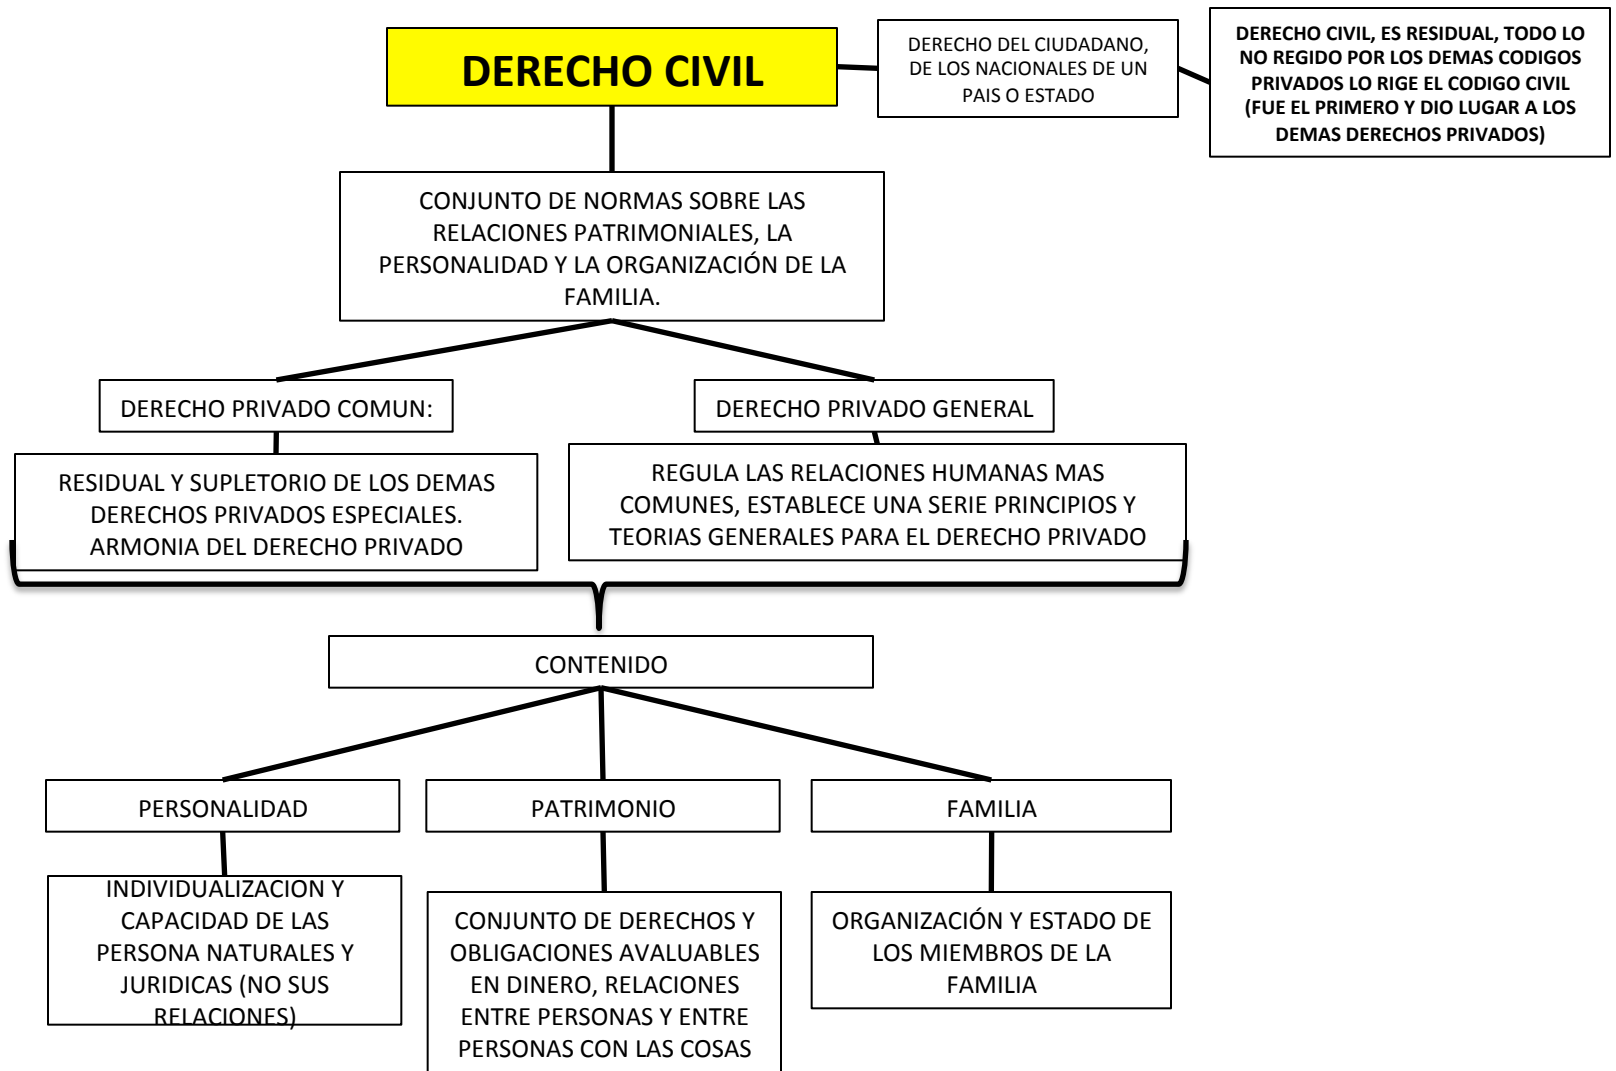 DERECHO CIVIL
DERECHO DEL CIUDADANO,
DE LOS NACIONALES DE UN
PAIS O ESTADO
DERECHO CIVIL, ES RESIDUAL, TODO LO
NO REGIDO POR LOS DEMAS CODIGOS
PRIVADOS LO RIGE EL CODIGO CIVIL
(FUE EL PRIMERO Y DIO LUGAR A LOS
DEMAS DERECHOS PRIVADOS)
CONJUNTO DE NORMAS SOBRE LAS
RELACIONES PATRIMONIALES, LA
PERSONALIDAD Y LA ORGANIZACIÓN DE LA
FAMILIA.
DERECHO PRIVADO COMUN:
DERECHO PRIVADO GENERAL
RESIDUAL Y SUPLETORIO DE LOS DEMAS
DERECHOS PRIVADOS ESPECIALES.
ARMONIA DEL DERECHO PRIVADO
REGULA LAS RELACIONES HUMANAS MAS
COMUNES, ESTABLECE UNA SERIE PRINCIPIOS Y
TEORIAS GENERALES PARA EL DERECHO PRIVADO
CONTENIDO
PERSONALIDAD
PATRIMONIO
FAMILIA
INDIVIDUALIZACION Y
CAPACIDAD DE LAS
PERSONA NATURALES Y
JURIDICAS (NO SUS
RELACIONES)
CONJUNTO DE DERECHOS Y
OBLIGACIONES AVALUABLES
EN DINERO, RELACIONES
ENTRE PERSONAS Y ENTRE
PERSONAS CON LAS COSAS
ORGANIZACIÓN Y ESTADO DE
LOS MIEMBROS DE LA
FAMILIA